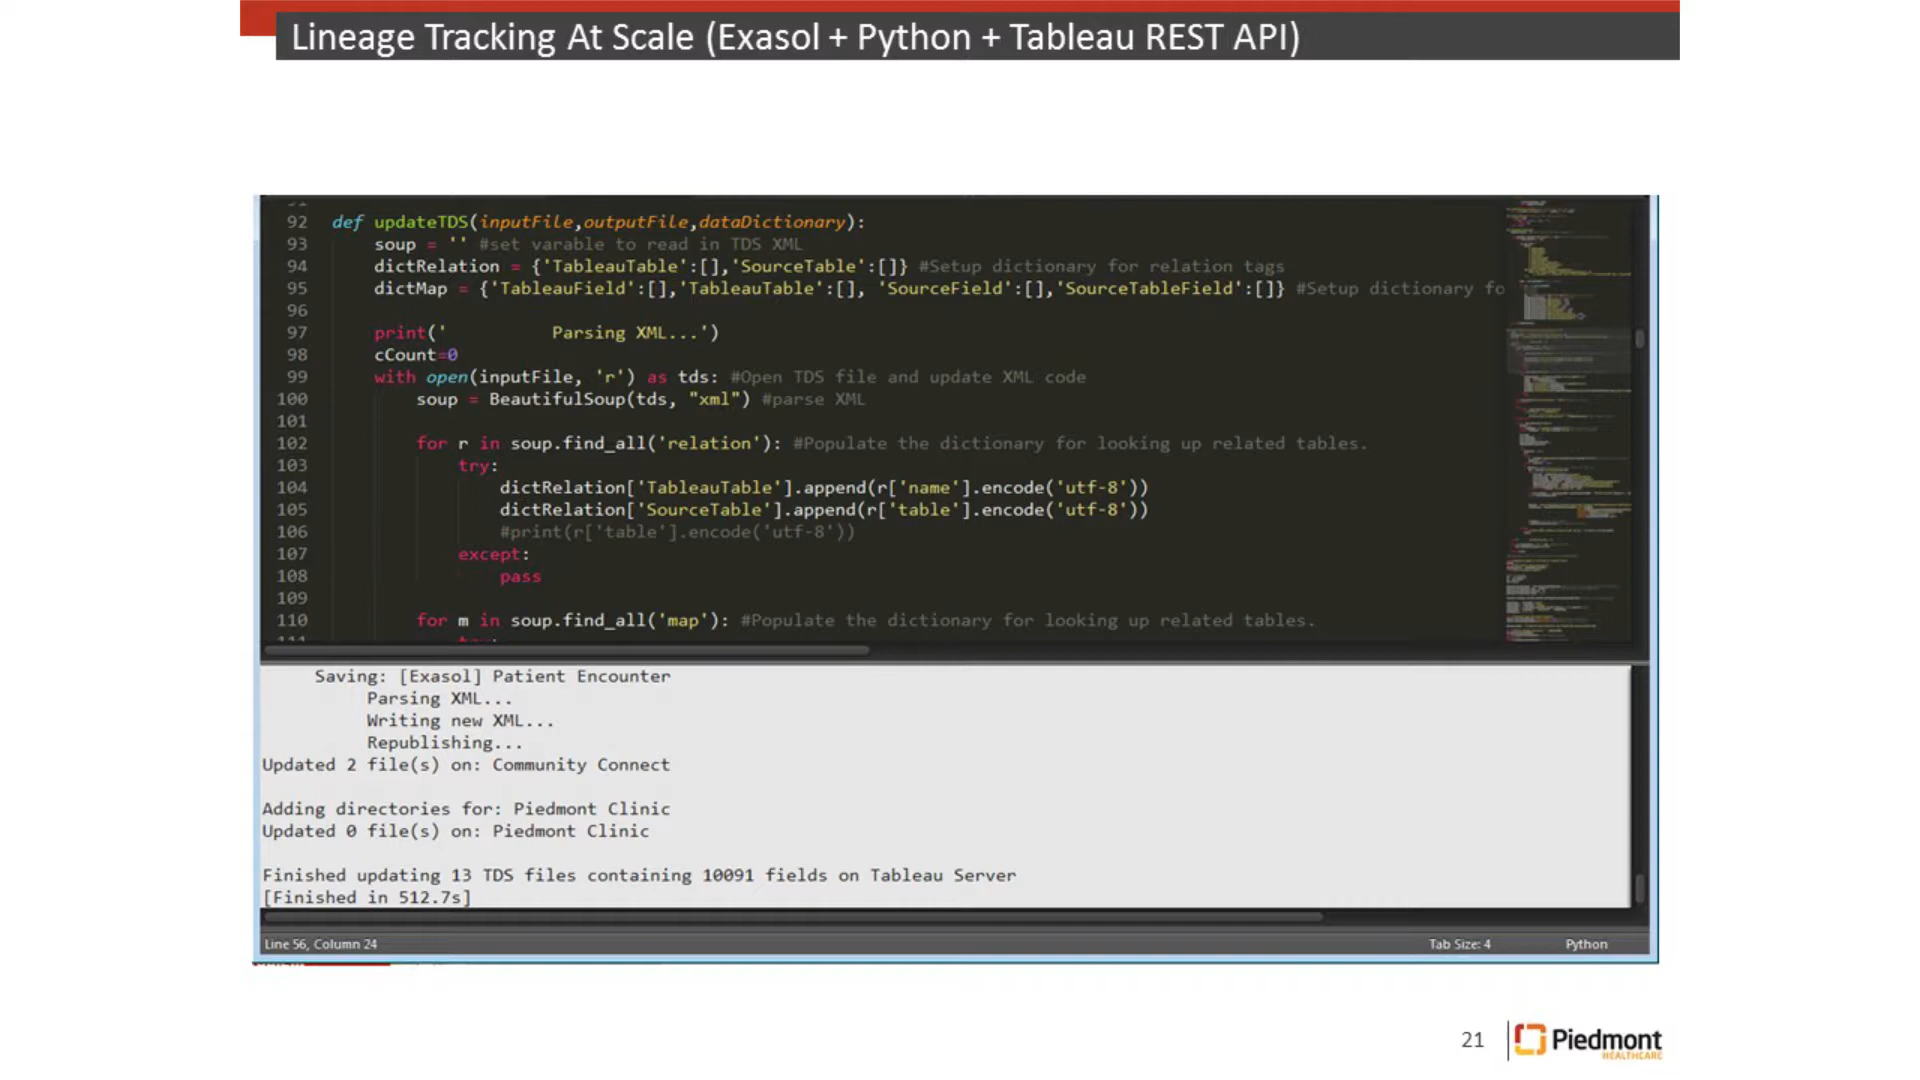 Lineage Tracking At Scale (Exasol + Python + Tableau REST API)
92 def updateTDS(inputFile,outputFile,dataDictionary):
93 soup = '' #set varable to read in TDS XML
94 dictRelation = {'TableauTable':[],'SourceTable':[]} #Setup dictionary for relation tags
95 dictMap = {'TableauField':[],'TableauTable':[], 'SourceField':[],'SourceTableField':[]} #Setup dictionary fo
96
97 print('          Parsing XML...')
98 cCount=0
99 with open(inputFile, 'r') as tds: #Open TDS file and update XML code
100 soup = BeautifulSoup(tds, "xml") #parse XML
101
102 for r in soup.find_all('relation'): #Populate the dictionary for looking up related tables.
103 try:
104 dictRelation['TableauTable'].append(r['name'].encode('utf-8'))
105 dictRelation['SourceTable'].append(r['table'].encode('utf-8'))
106 #print(r['table'].encode('utf-8'))
107 except:
108 pass
109
110 for m in soup.find_all('map'): #Populate the dictionary for looking up related tables.
Saving: [Exasol] Patient Encounter
Parsing XML...
Writing new XML...
Republishing...
Updated 2 file(s) on: Community Connect
Adding directories for: Piedmont Clinic
Updated 0 file(s) on: Piedmont Clinic
Finished updating 13 TDS files containing 10091 fields on Tableau Server
[Finished in 512.7s]
Line 56, Column 24 Tab Size: 4 Python
21 Piedmont
HEALTHCARE